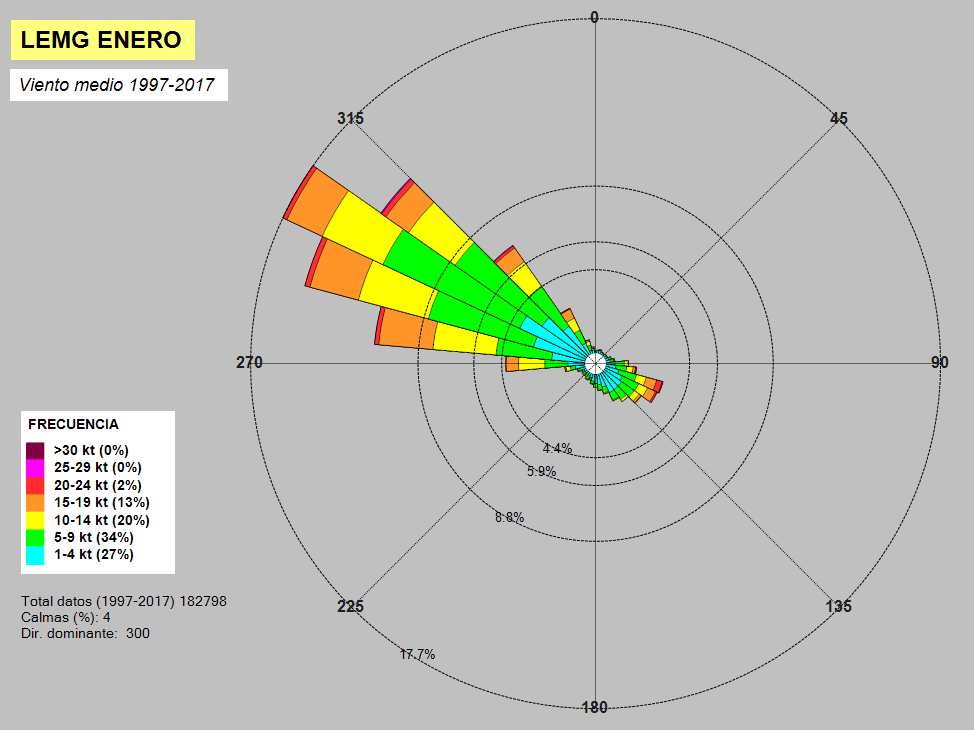 LEMG ENERO
Viento medio 1997-2017
0
315
45
270
90
4.4%
5.9%
8.8%
225
135
17.7%
180
FRECUENCIA
>30 kt (0%)
25-29 kt (0%)
20-24 kt (2%)
15-19 kt (13%)
10-14 kt (20%)
5-9 kt (34%)
1-4 kt (27%)
Total datos (1997-2017) 182798
Calmas (%): 4
Dir. dominante: 300